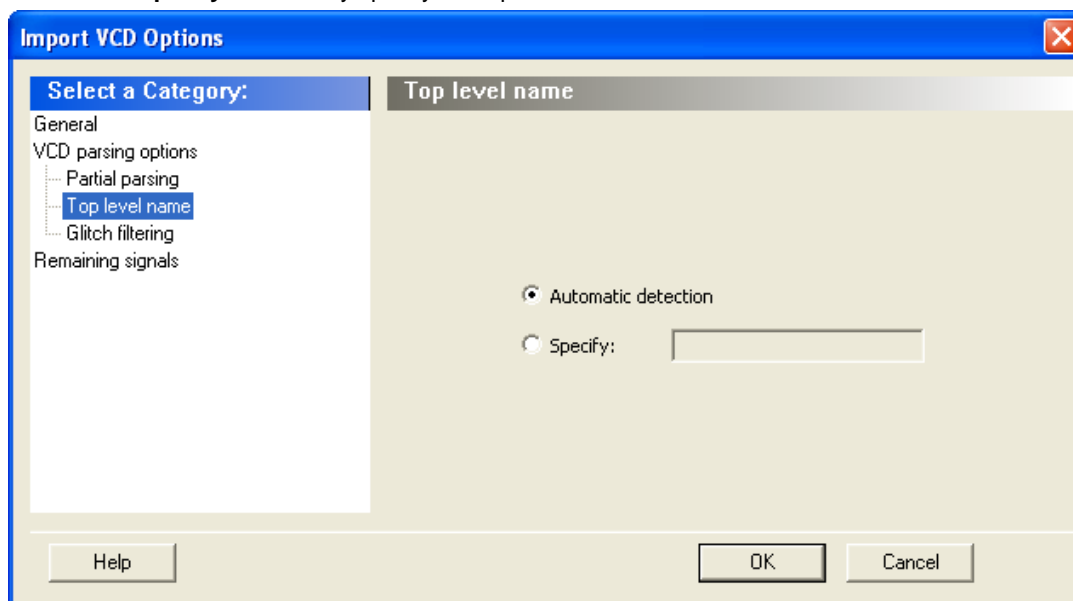 Import VCD Options
Select a Category:
Top level name
General
VCD parsing options
Partial parsing
Top level name
Glitch filtering
Remaining signals
Automatic detection
Specify:
Help
OK
Cancel